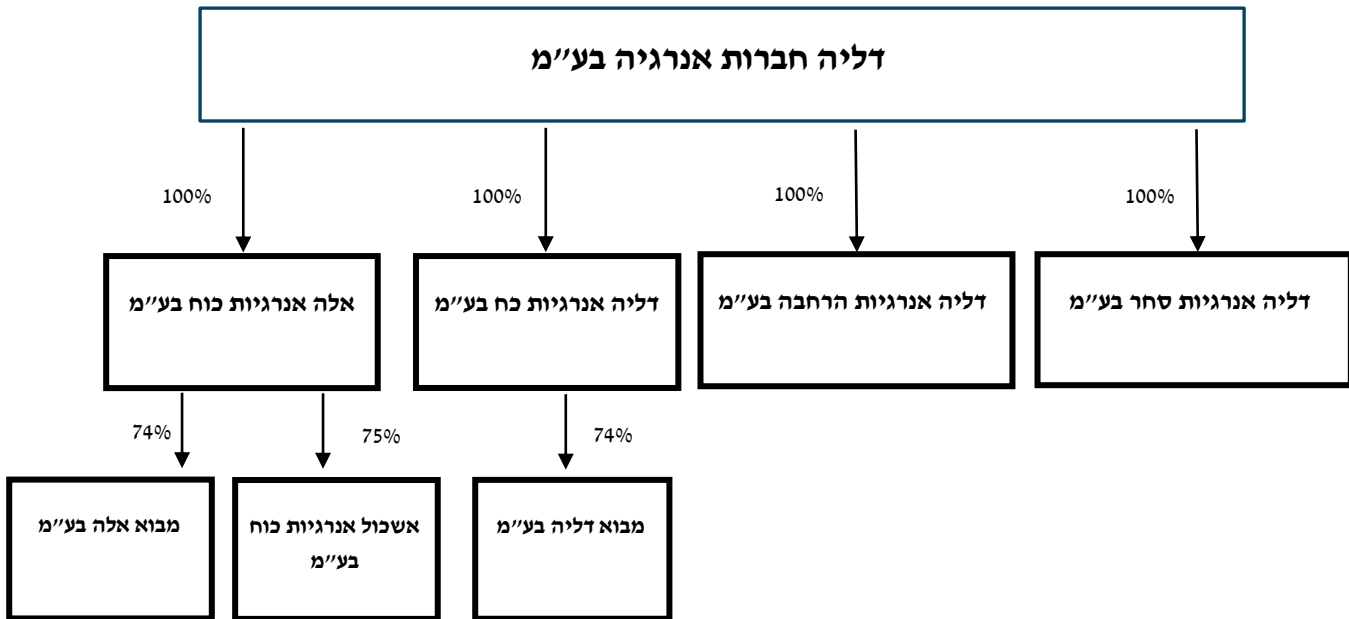 דליה חברות אנרגיה בע״מ
100%
100%
100%
100%
דליה אנרגיות סחר בע״מ
דליה אנרגיות הרחבה בע״מ
דליה אנרגיות כח בע״מ
אלה אנרגיות כוח בע״מ
74%
75%
74%
מבוא דליה בע״מ
אשכול אנרגיות כוח
בע״מ
מבוא אלה בע״מ